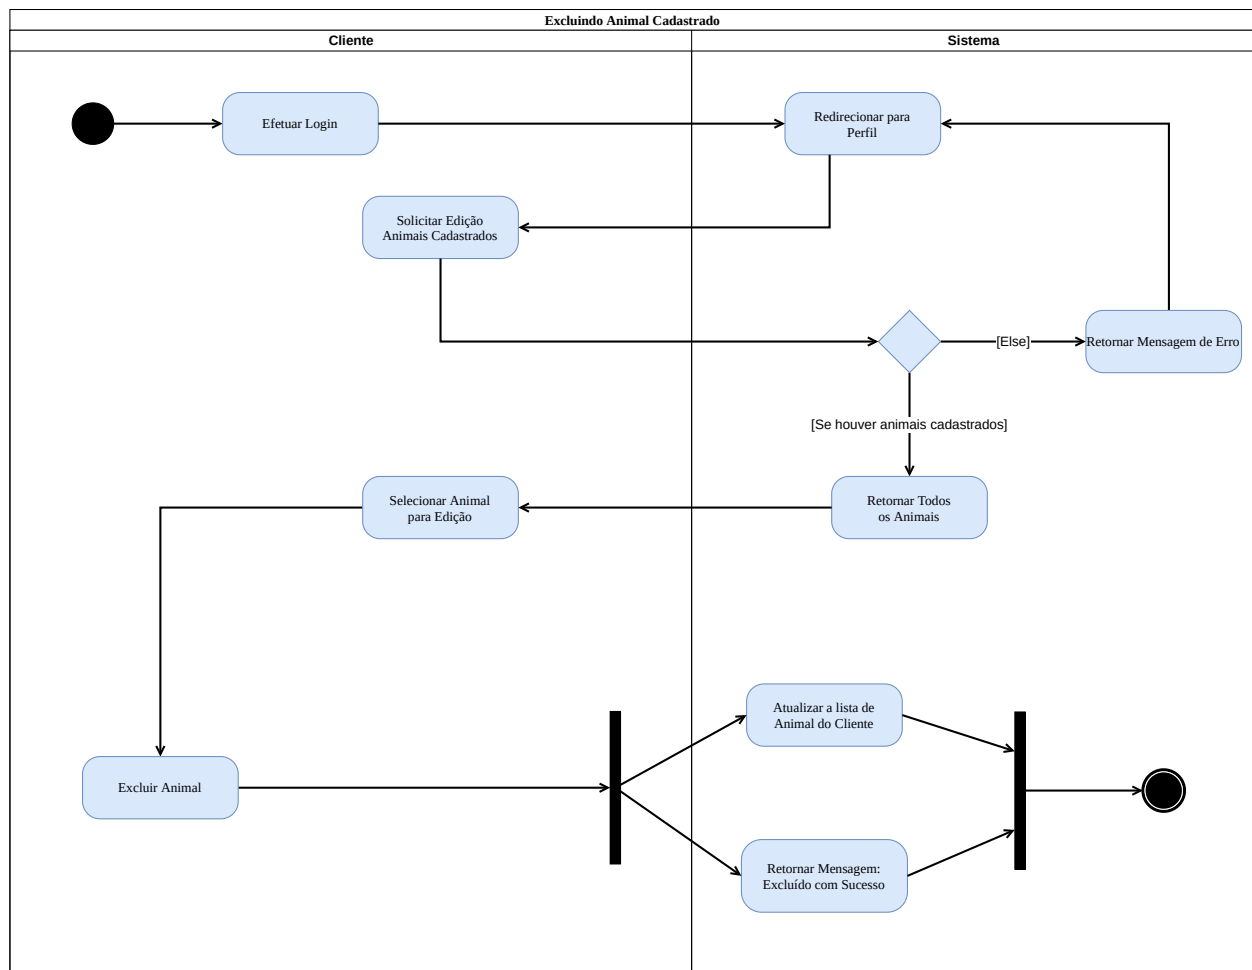 Excluindo Animal Cadastrado
Cliente
Sistema
Efetuar Login
Redirecionar para
Perfil
Solicitar Edição
Animais Cadastrados
[Else]
Retornar Mensagem de Erro
[Se houver animais cadastrados]
Selecionar Animal
para Edição
Retornar Todos
os Animais
Atualizar a lista de
Animal do Cliente
Excluir Animal
Retornar Mensagem:
Excluído com Sucesso